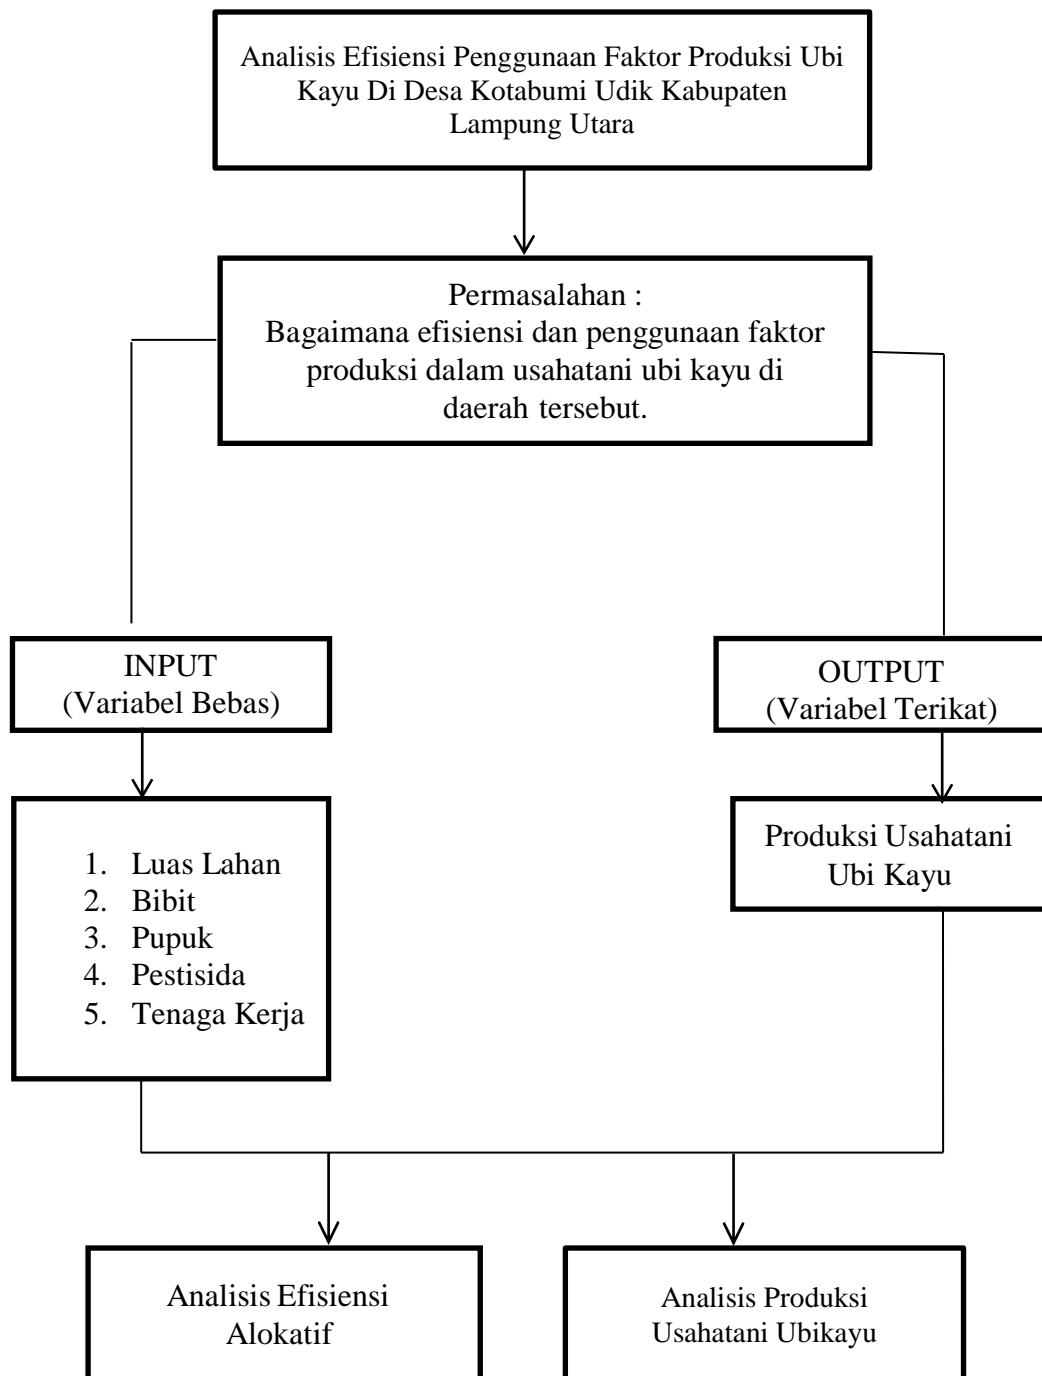 Analisis Efisiensi Penggunaan Faktor Produksi Ubi
Kayu Di Desa Kotabumi Udik Kabupaten
Lampung Utara
Permasalahan :
Bagaimana efisiensi dan penggunaan faktor
produksi dalam usahatani ubi kayu di
daerah tersebut.
INPUT
(Variabel Bebas)
OUTPUT
(Variabel Terikat)
1. Luas Lahan
2. Bibit
3. Pupuk
4. Pestisida
5. Tenaga Kerja
Produksi Usahatani
Ubi Kayu
Analisis Efisiensi
Alokatif
Analisis Produksi
Usahatani Ubikayu